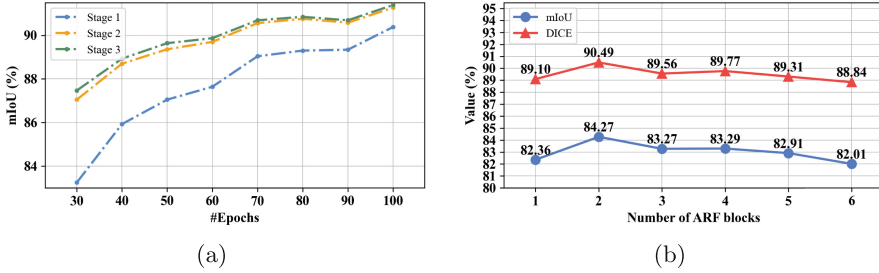 (a)
Stage 1
Stage 2
Stage 3
mIoU (%)
90
88
86
84
30 40 50 60 70 80 90 100
#Epochs
(a)
(b)
mIoU
DICE
Value(%)
95
94
93
92
91
90
89
88
87
86
85
84
83
82
81
80
89.10 90.49 89.56 89.77 89.31 88.84
82.36 84.27 83.27 83.29 82.91 82.01
1 2 3 4 5 6
Number of ARF blocks
(b)